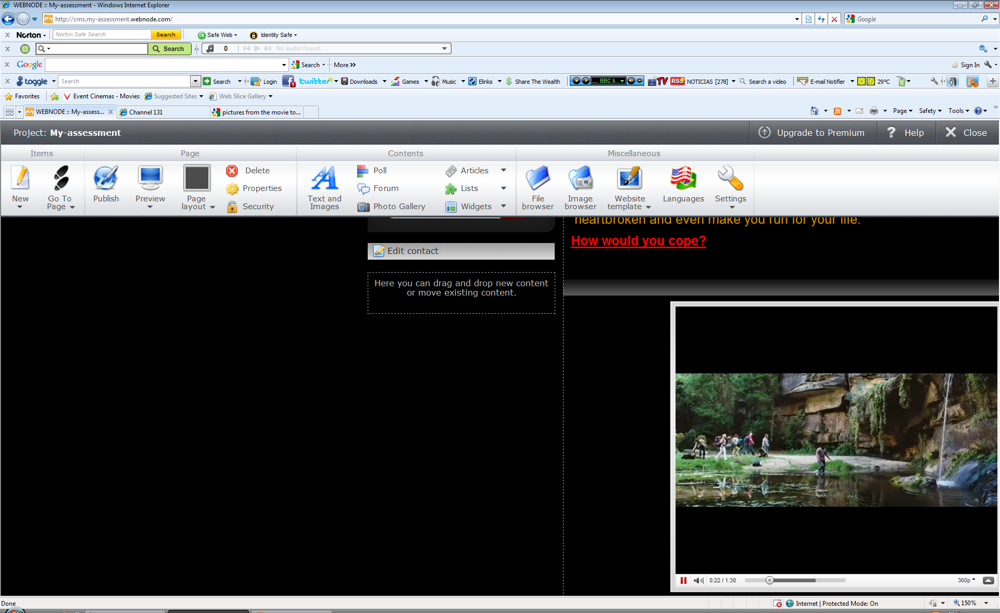 WEBNODE :: My-assessment - Windows Internet Explorer
http://cms.my-assessment.webnode.com/
Google
Norton
Norton Safe Search
Search
OK Safe Web
Identity Safe
Search
0
No audio found.
Google
Search
More
Sign In
toggle
Search
Search
Login
1
twitter
Downloads
Games
Music
Elinks
Share The Wealth
.... BBC li...
TV
RSS NOTICIAS [278]
Search a video
E-mail Notifier
29°C
Favorites
Event Cinemas - Movies
Suggested Sites
Web Slice Gallery
WEBNODE :: My-assess...
Channel 131
pictures from the movie to...
Page
Safety
Tools
Project: My-assessment
Upgrade to Premium
? Help
Close
Items
Page
Contents
Miscellaneous
New
Go To
Page
Publish
Preview
Page
layout
Delete
Properties
Security
Text and
Images
Poll
Forum
Photo Gallery
Articles
Lists
Widgets
File
browser
Image
browser
Website
template
Languages
Settings
heartbroken and even make you run for your life.
How would you cope?
Edit contact
Here you can drag and drop new content
or move existing content.
0:22 / 1:30
360p
Done
Internet | Protected Mode: On
150%